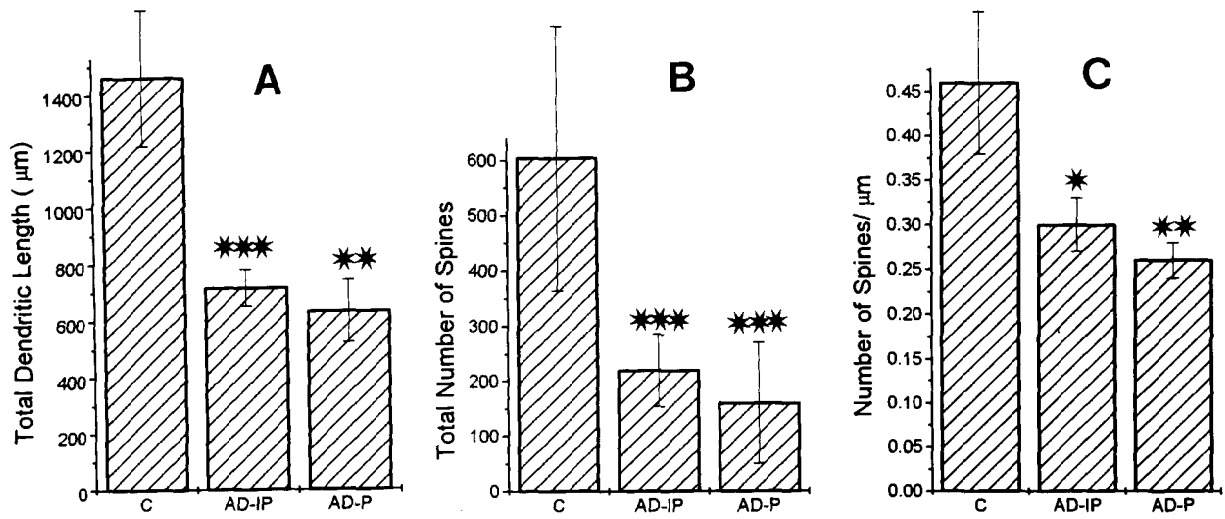 A
Total Dendritic Length ( μm)
1400
1200
1000
800
600
400
200
0
✷✷✷
✷✷
C
AD-IP
AD-P
B
Total Number of Spines
600
500
400
300
200
100
0
✷✷✷
✷✷✷
C
AD-IP
AD-P
C
Number of Spines/ μm
0.45
0.40
0.35
0.30
0.25
0.20
0.15
0.10
0.05
0.00
✷
✷✷
C
AD-IP
AD-P